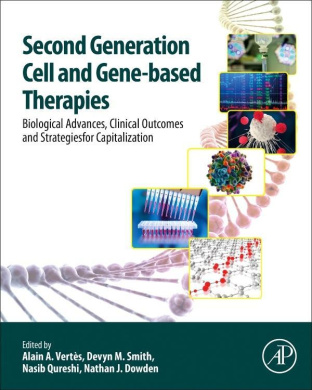 Second Generation
Cell and Gene-based
Therapies
Biological Advances, Clinical Outcomes
and Strategiesfor Capitalization
Edited by
Alain A. Vertès, Devyn M. Smith,
Nasib Qureshi, Nathan J. Dowden
AP